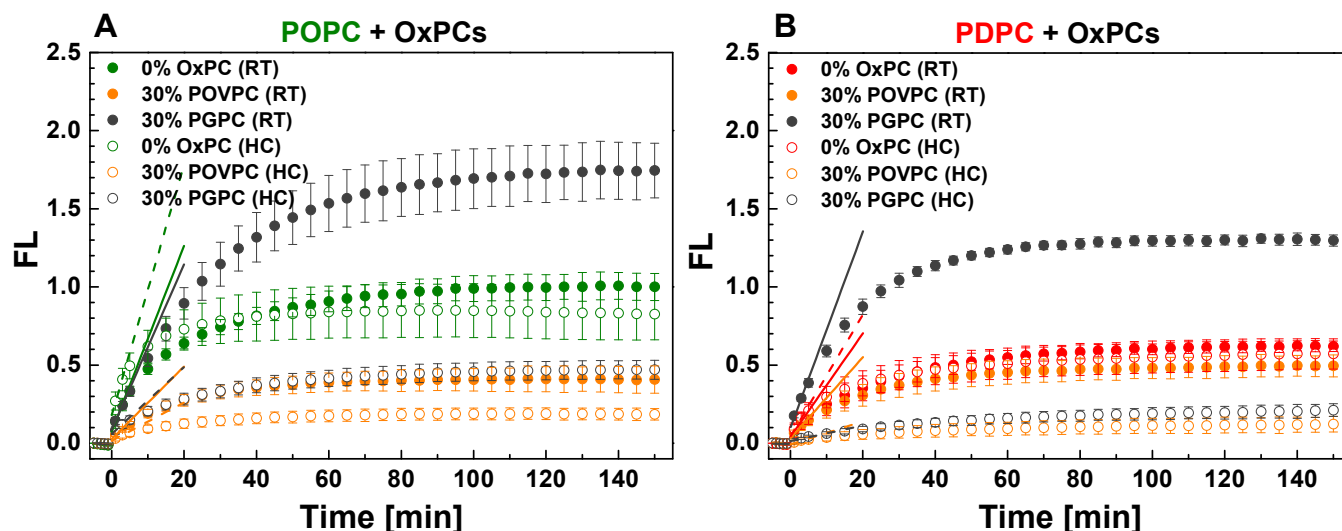 A
POPC + OxPCs
2.5
2.0
1.5
1.0
0.5
0.0
FL
0% OxPC (RT)
30% POVPC (RT)
30% PGPC (RT)
0% OxPC (HC)
30% POVPC (HC)
30% PGPC (HC)
0 20 40 60 80 100 120 140
Time [min]
B
PDPC + OxPCs
2.5
2.0
1.5
1.0
0.5
0.0
FL
0% OxPC (RT)
30% POVPC (RT)
30% PGPC (RT)
0% OxPC (HC)
30% POVPC (HC)
30% PGPC (HC)
0 20 40 60 80 100 120 140
Time [min]